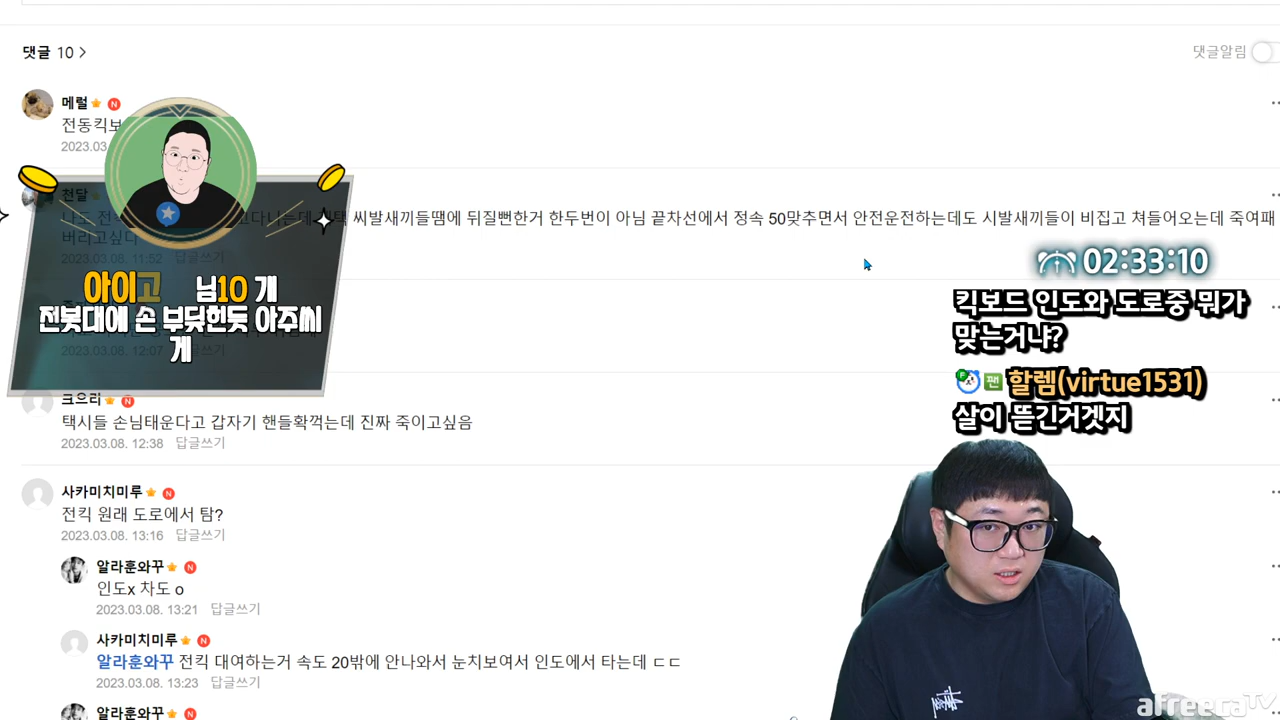 댓글 10 >
댓글알림
메럴
전동킥보
2023.03
천달
씨발새끼들땜에 뒤질뻔한거 한두번이 아님 끝차선에서 정속 50맞추면서 안전운전하는데도 시발새끼들이 비집고 쳐들어오는데 죽여패
버라고싶다
2023.03.08. 11:52 답글쓰기
아이고 님10 개
전봇대에 손 부딪힌듯 아주씨
게
2023.03.08. 12:07 답글쓰기
02:33:10
킥보드 인도와 도로중 뭐가
맞는거냐?
F 팬 할렘(virtue1531)
살이 뜯긴거겟지
크으리
택시들 손님태운다고 갑자기 핸들확꺽는데 진짜 죽이고싶음
2023.03.08. 12:38 답글쓰기
사카미치미루
전킥 원래 도로에서 탐?
2023.03.08. 13:16 답글쓰기
알라훈와꾸
인도x 차도 o
2023.03.08. 13:21 답글쓰기
사카미치미루
알라훈와꾸 전킥 대여하는거 속도 20밖에 안나와서 눈치보여서 인도에서 타는데 ㄷㄷ
2023.03.08. 13:23 답글쓰기
알라훈와꾸
afreecaTV